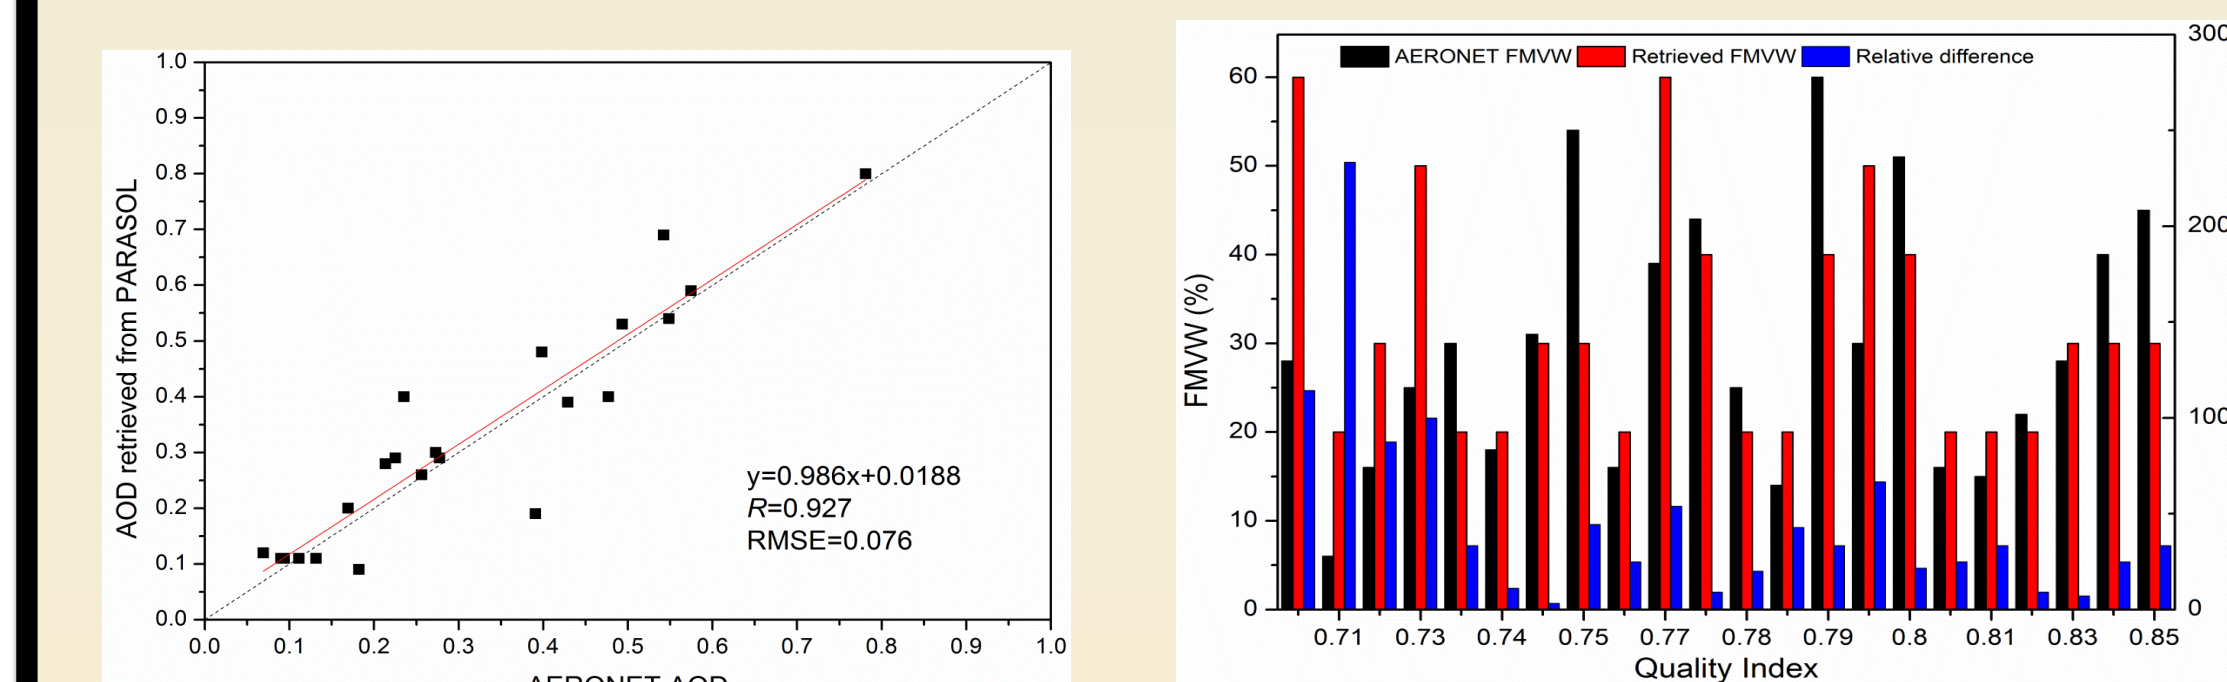 1.0
0.9
0.8
0.7
0.6
0.5
0.4
0.3
0.2
0.1
0.0
AOD retrieved from PARASOL
y=0.986x+0.0188
R=0.927
RMSE=0.076
0.0 0.1 0.2 0.3 0.4 0.5 0.6 0.7 0.8 0.9 1.0
AERONET AOD
AERONET FMVW Retrieved FMVW Relative difference
60
50
40
30
20
10
0
FMVW (%)
300
200
100
0
0.71 0.73 0.74 0.75 0.77 0.78 0.79 0.8 0.81 0.83 0.85
Quality Index